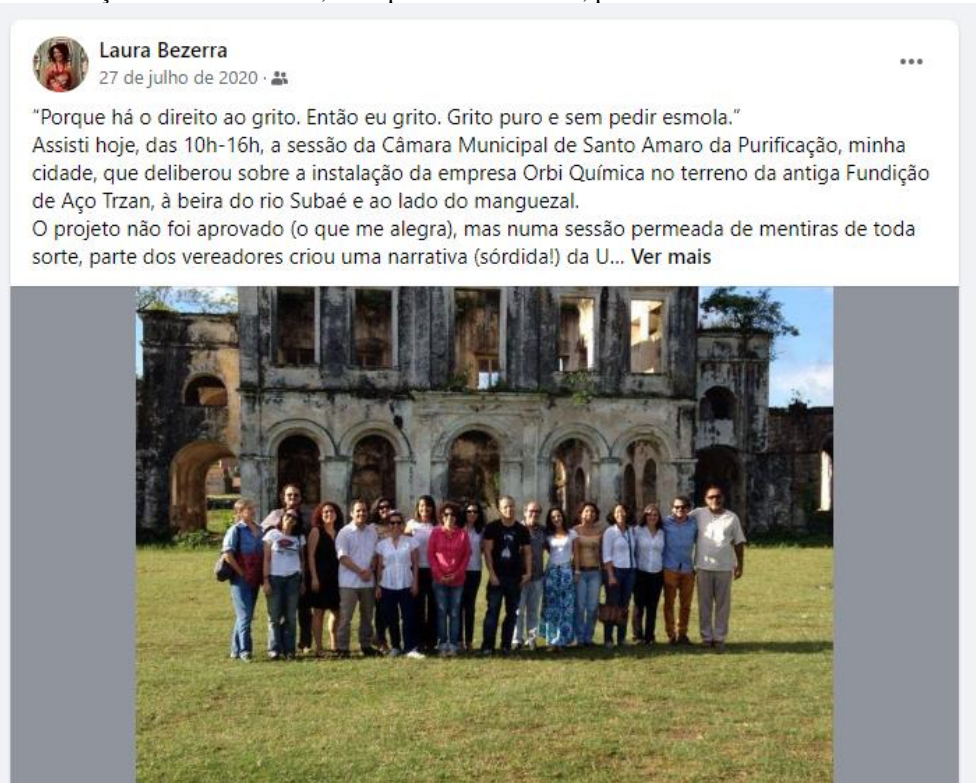 Laura Bezerra
27 de julho de 2020 ·
“Porque há o direito ao grito. Então eu grito. Grito puro e sem pedir esmola.”
Assisti hoje, das 10h-16h, a sessão da Câmara Municipal de Santo Amaro da Purificação, minha
cidade, que deliberou sobre a instalação da empresa Orbi Química no terreno da antiga Fundição
de Aço Trzan, à beira do rio Subaé e ao lado do manguezal.
O projeto não foi aprovado (o que me alegra), mas numa sessão permeada de mentiras de toda
sorte, parte dos vereadores criou uma narrativa (sórdida!) da U... Ver mais